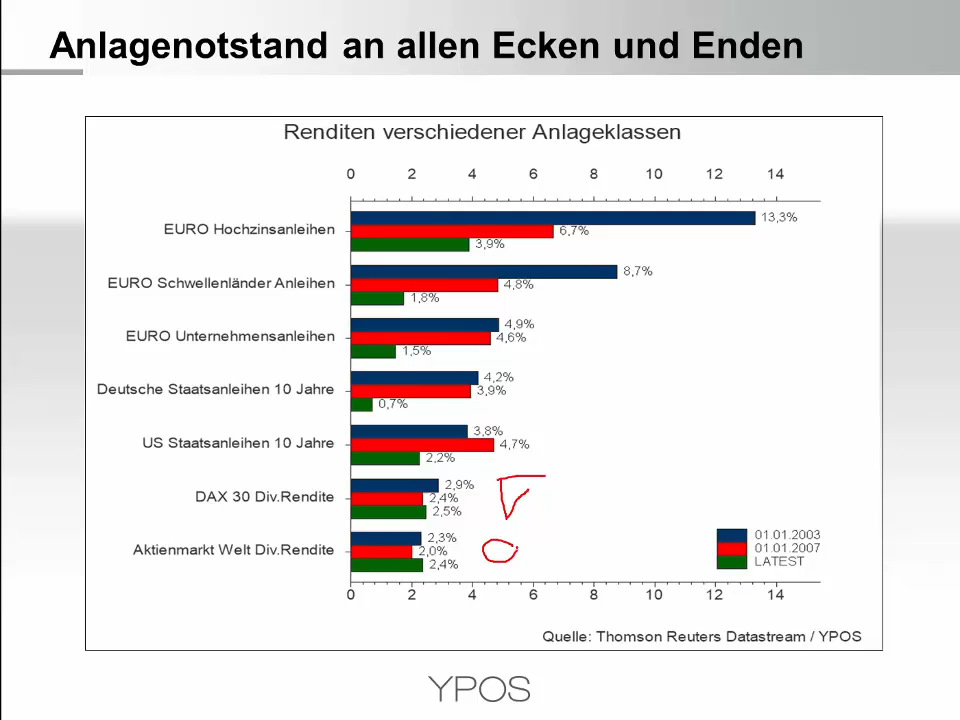 Anlagenotstand an allen Ecken und Enden
Renditen verschiedener Anlageklassen
0 2 4 6 8 10 12 14
EURO Hochzinsanleihen
13,3%
6,7%
3,9%
EURO Schwellenländer Anleihen
8,7%
4,8%
1,8%
EURO Unternehmensanleihen
4,9%
4,6%
1,5%
Deutsche Staatsanleihen 10 Jahre
4,2%
3,9%
0,7%
US Staatsanleihen 10 Jahre
3,8%
4,7%
2,2%
DAX 30 Div.Rendite
2,9%
2,4%
2,5%
Aktienmarkt Welt Div.Rendite
2,3%
2,0%
2,4%
01.01.2003
01.01.2007
LATEST
0 2 4 6 8 10 12 14
Quelle: Thomson Reuters Datastream / YPOS
YPOS